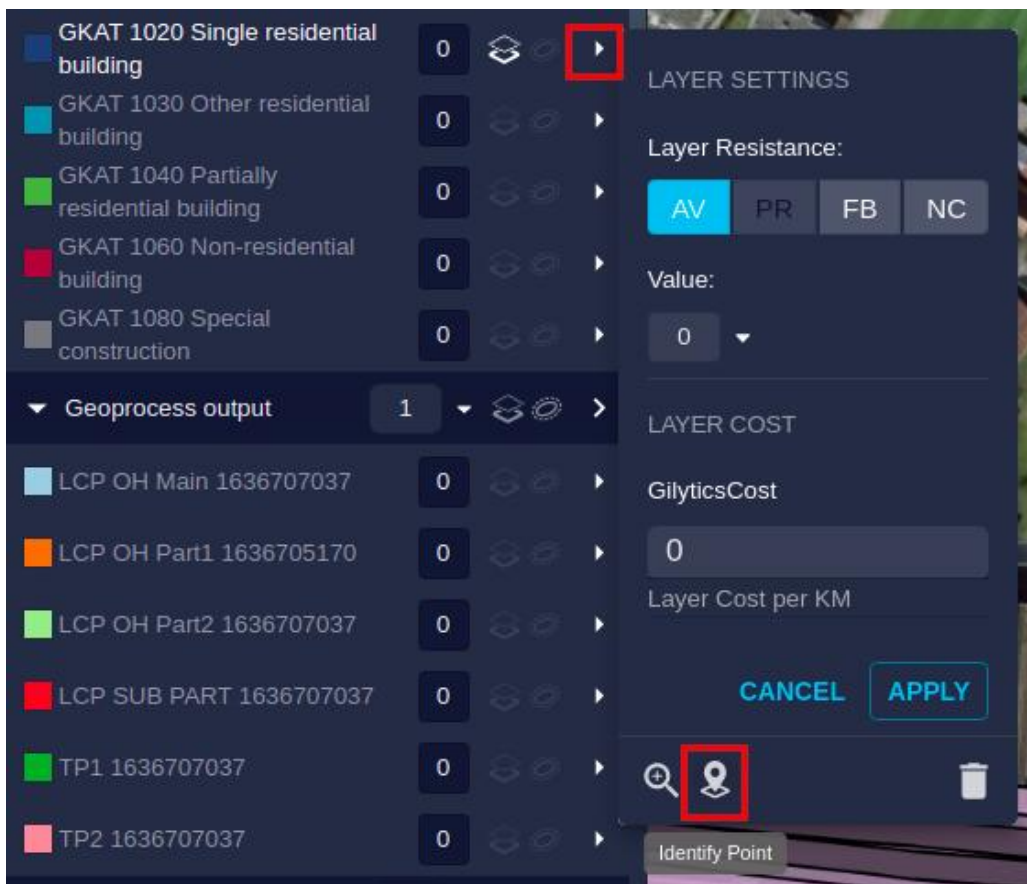 GKAT 1020 Single residential
building
0
GKAT 1030 Other residential
building
0
GKAT 1040 Partially
residential building
0
GKAT 1060 Non-residential
building
0
GKAT 1080 Special
construction
0
Geoprocess output
1
LCP OH Main 1636707037
0
LCP OH Part1 1636705170
0
LCP OH Part2 1636707037
0
LCP SUB PART 1636707037
0
TP1 1636707037
0
TP2 1636707037
0
LAYER SETTINGS
Layer Resistance:
AV PR FB NC
Value:
0
LAYER COST
GilyticsCost
0
Layer Cost per KM
CANCEL APPLY
Identify Point